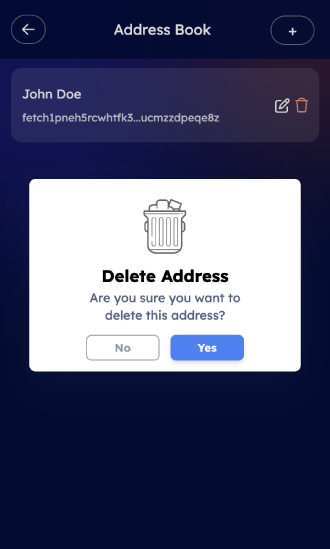 Address Book
+
John Doe
fetch1pneh5rcwhtfk3...ucmzzdpeqe8z
Delete Address
Are you sure you want to
delete this address?
No
Yes